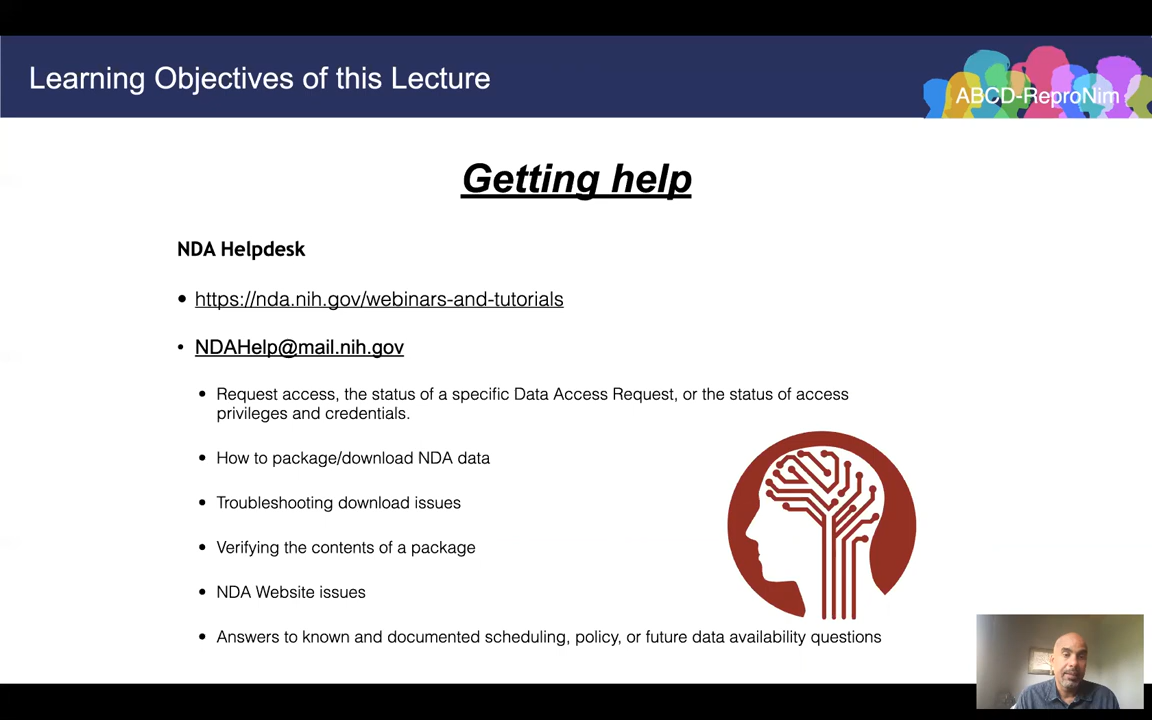 Learning Objectives of this Lecture
ABCD-ReproNim
Getting help
NDA Helpdesk
• https://nda.nih.gov/webinars-and-tutorials
• NDAHelp@mail.nih.gov
• Request access, the status of a specific Data Access Request, or the status of access
privileges and credentials.
• How to package/download NDA data
• Troubleshooting download issues
• Verifying the contents of a package
• NDA Website issues
• Answers to known and documented scheduling, policy, or future data availability questions